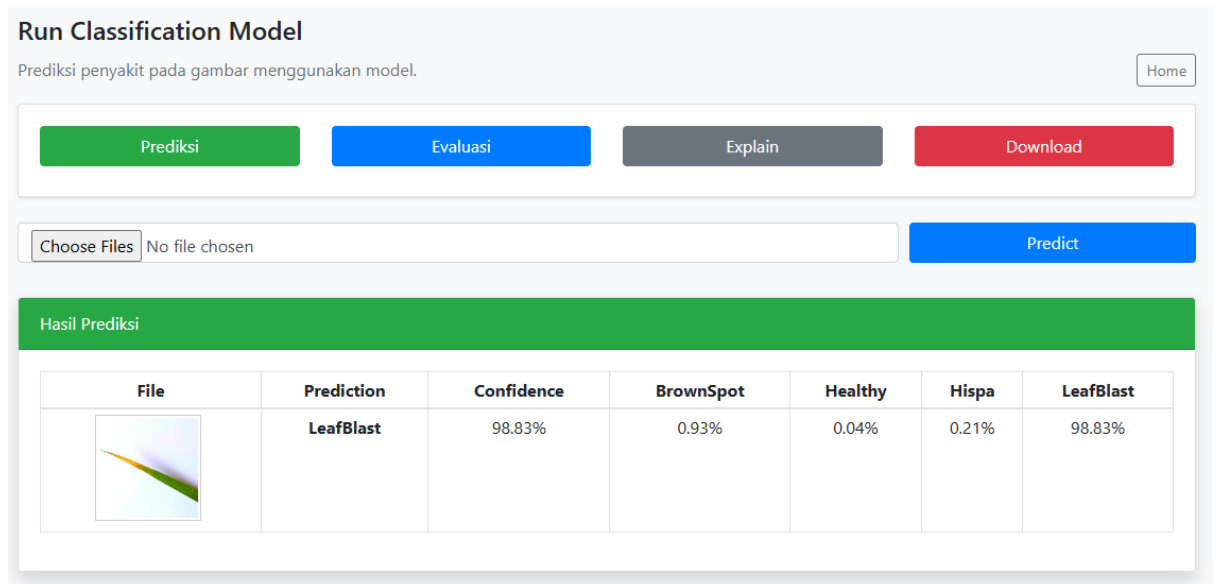 Run Classification Model
Prediksi penyakit pada gambar menggunakan model.
Home
Prediksi Evaluasi Explain Download
Choose Files No file chosen Predict
Hasil Prediksi
File Prediction Confidence BrownSpot Healthy Hispa LeafBlast
LeafBlast 98.83% 0.93% 0.04% 0.21% 98.83%